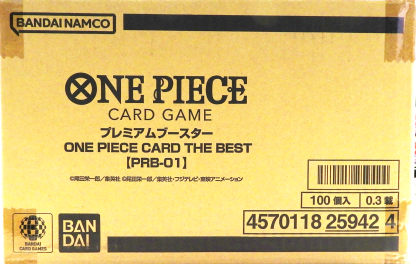 BANDAI NAMCO
ONE PIECE
CARD GAME
プレミアムブースター
ONE PIECE CARD THE BEST
【PRB-01】
©尾田栄一郎／集英社 ©尾田栄一郎／集英社・フジテレビ・東映アニメーション
100 個入
0.3
4570118 25942 4
BANDAI
CARD GAMES
BAN
DAI